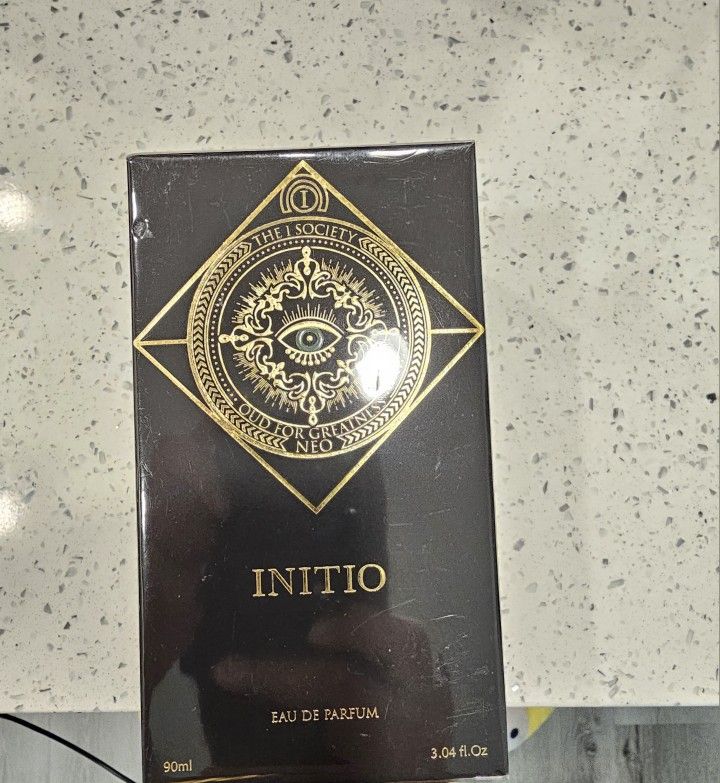 I
THE I SOCIETY
OUD FOR GREATNESS
NEO
INITIO
EAU DE PARFUM
90ml
3.04 fl.Oz